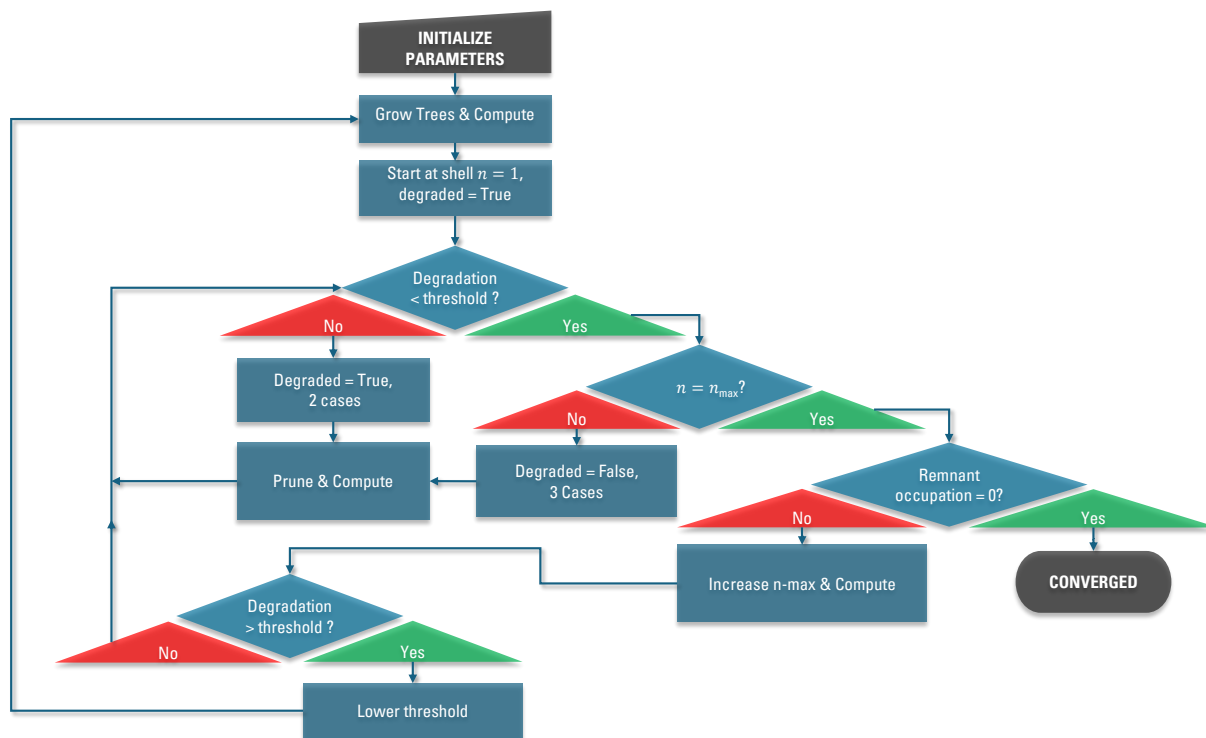 INITIALIZE
PARAMETERS
Grow Trees & Compute
Start at shell n = 1,
degraded = True
Degradation
< threshold ?
No
Yes
Degraded = True,
2 cases
n = nmax?
No
Yes
Prune & Compute
Degraded = False,
3 Cases
Remnant
occupation = 0?
No
Yes
Increase n-max & Compute
CONVERGED
Degradation
> threshold ?
No
Yes
Lower threshold